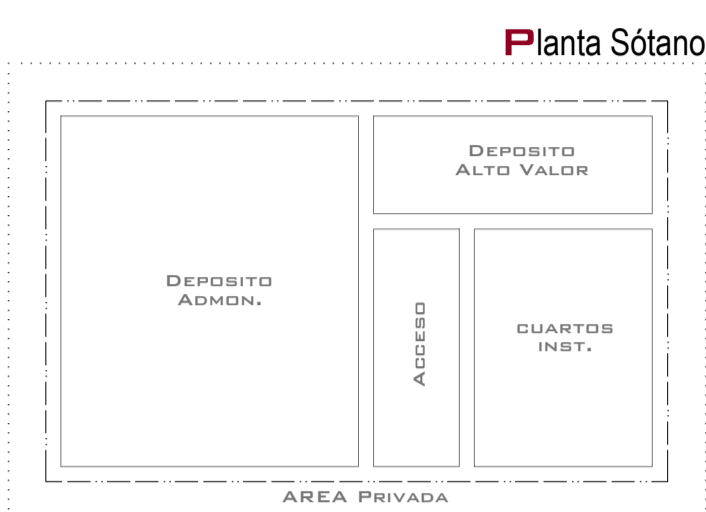 Planta Sótano
DEPOSITO
ALTO VALOR
DEPOSITO
ADMON.
ACCESO
CUARTOS
INST.
AREA PRIVADA